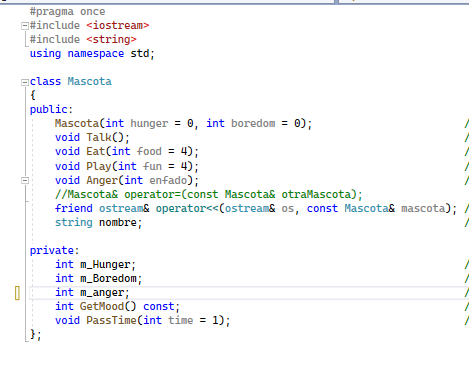 #pragma once
#include <iostream>
#include <string>
using namespace std;
class Mascota
{
public:
Mascota(int hunger = 0, int boredom = 0); /
void Talk(); /
void Eat(int food = 4); /
void Play(int fun = 4); /
void Anger(int enfado); /
//Mascota& operator=(const Mascota& otraMascota);
friend ostream& operator<<(ostream& os, const Mascota& mascota); /
string nombre; /
private:
int m_Hunger; /
int m_Boredom; /
int m_anger; /
int GetMood() const; /
void PassTime(int time = 1); /
};